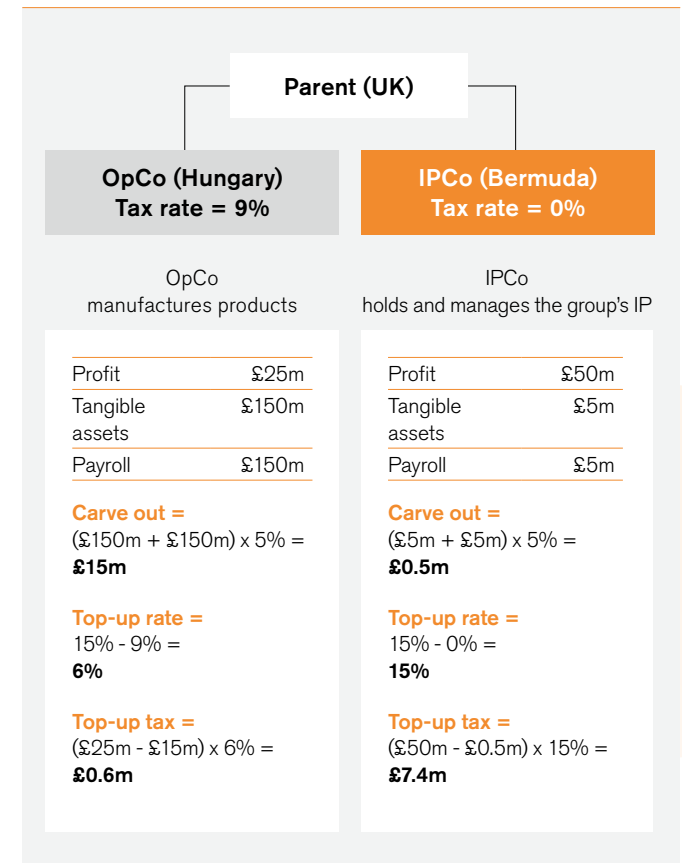 Parent (UK)
OpCo (Hungary)
Tax rate = 9%
IPCo (Bermuda)
Tax rate = 0%
OpCo
manufactures products
IPCo
holds and manages the group's IP
Profit £25m
Tangible £150m
assets
Payroll £150m
Carve out =
(£150m + £150m) x 5% =
£15m
Top-up rate =
15% - 9% =
6%
Top-up tax =
(£25m - £15m) x 6% =
£0.6m
Profit £50m
Tangible £5m
assets
Payroll £5m
Carve out =
(£5m + £5m) x 5% =
£0.5m
Top-up rate =
15% - 0% =
15%
Top-up tax =
(£50m - £0.5m) x 15% =
£7.4m